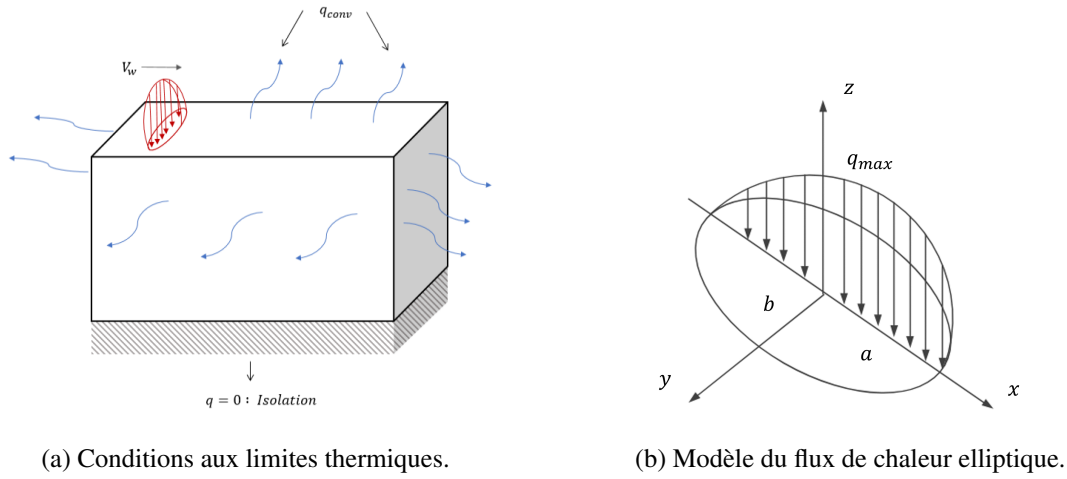 q_conv
V_w
q = 0 : Isolation
z
q_max
b
a
y
x
(a) Conditions aux limites thermiques.
(b) Modèle du flux de chaleur elliptique.